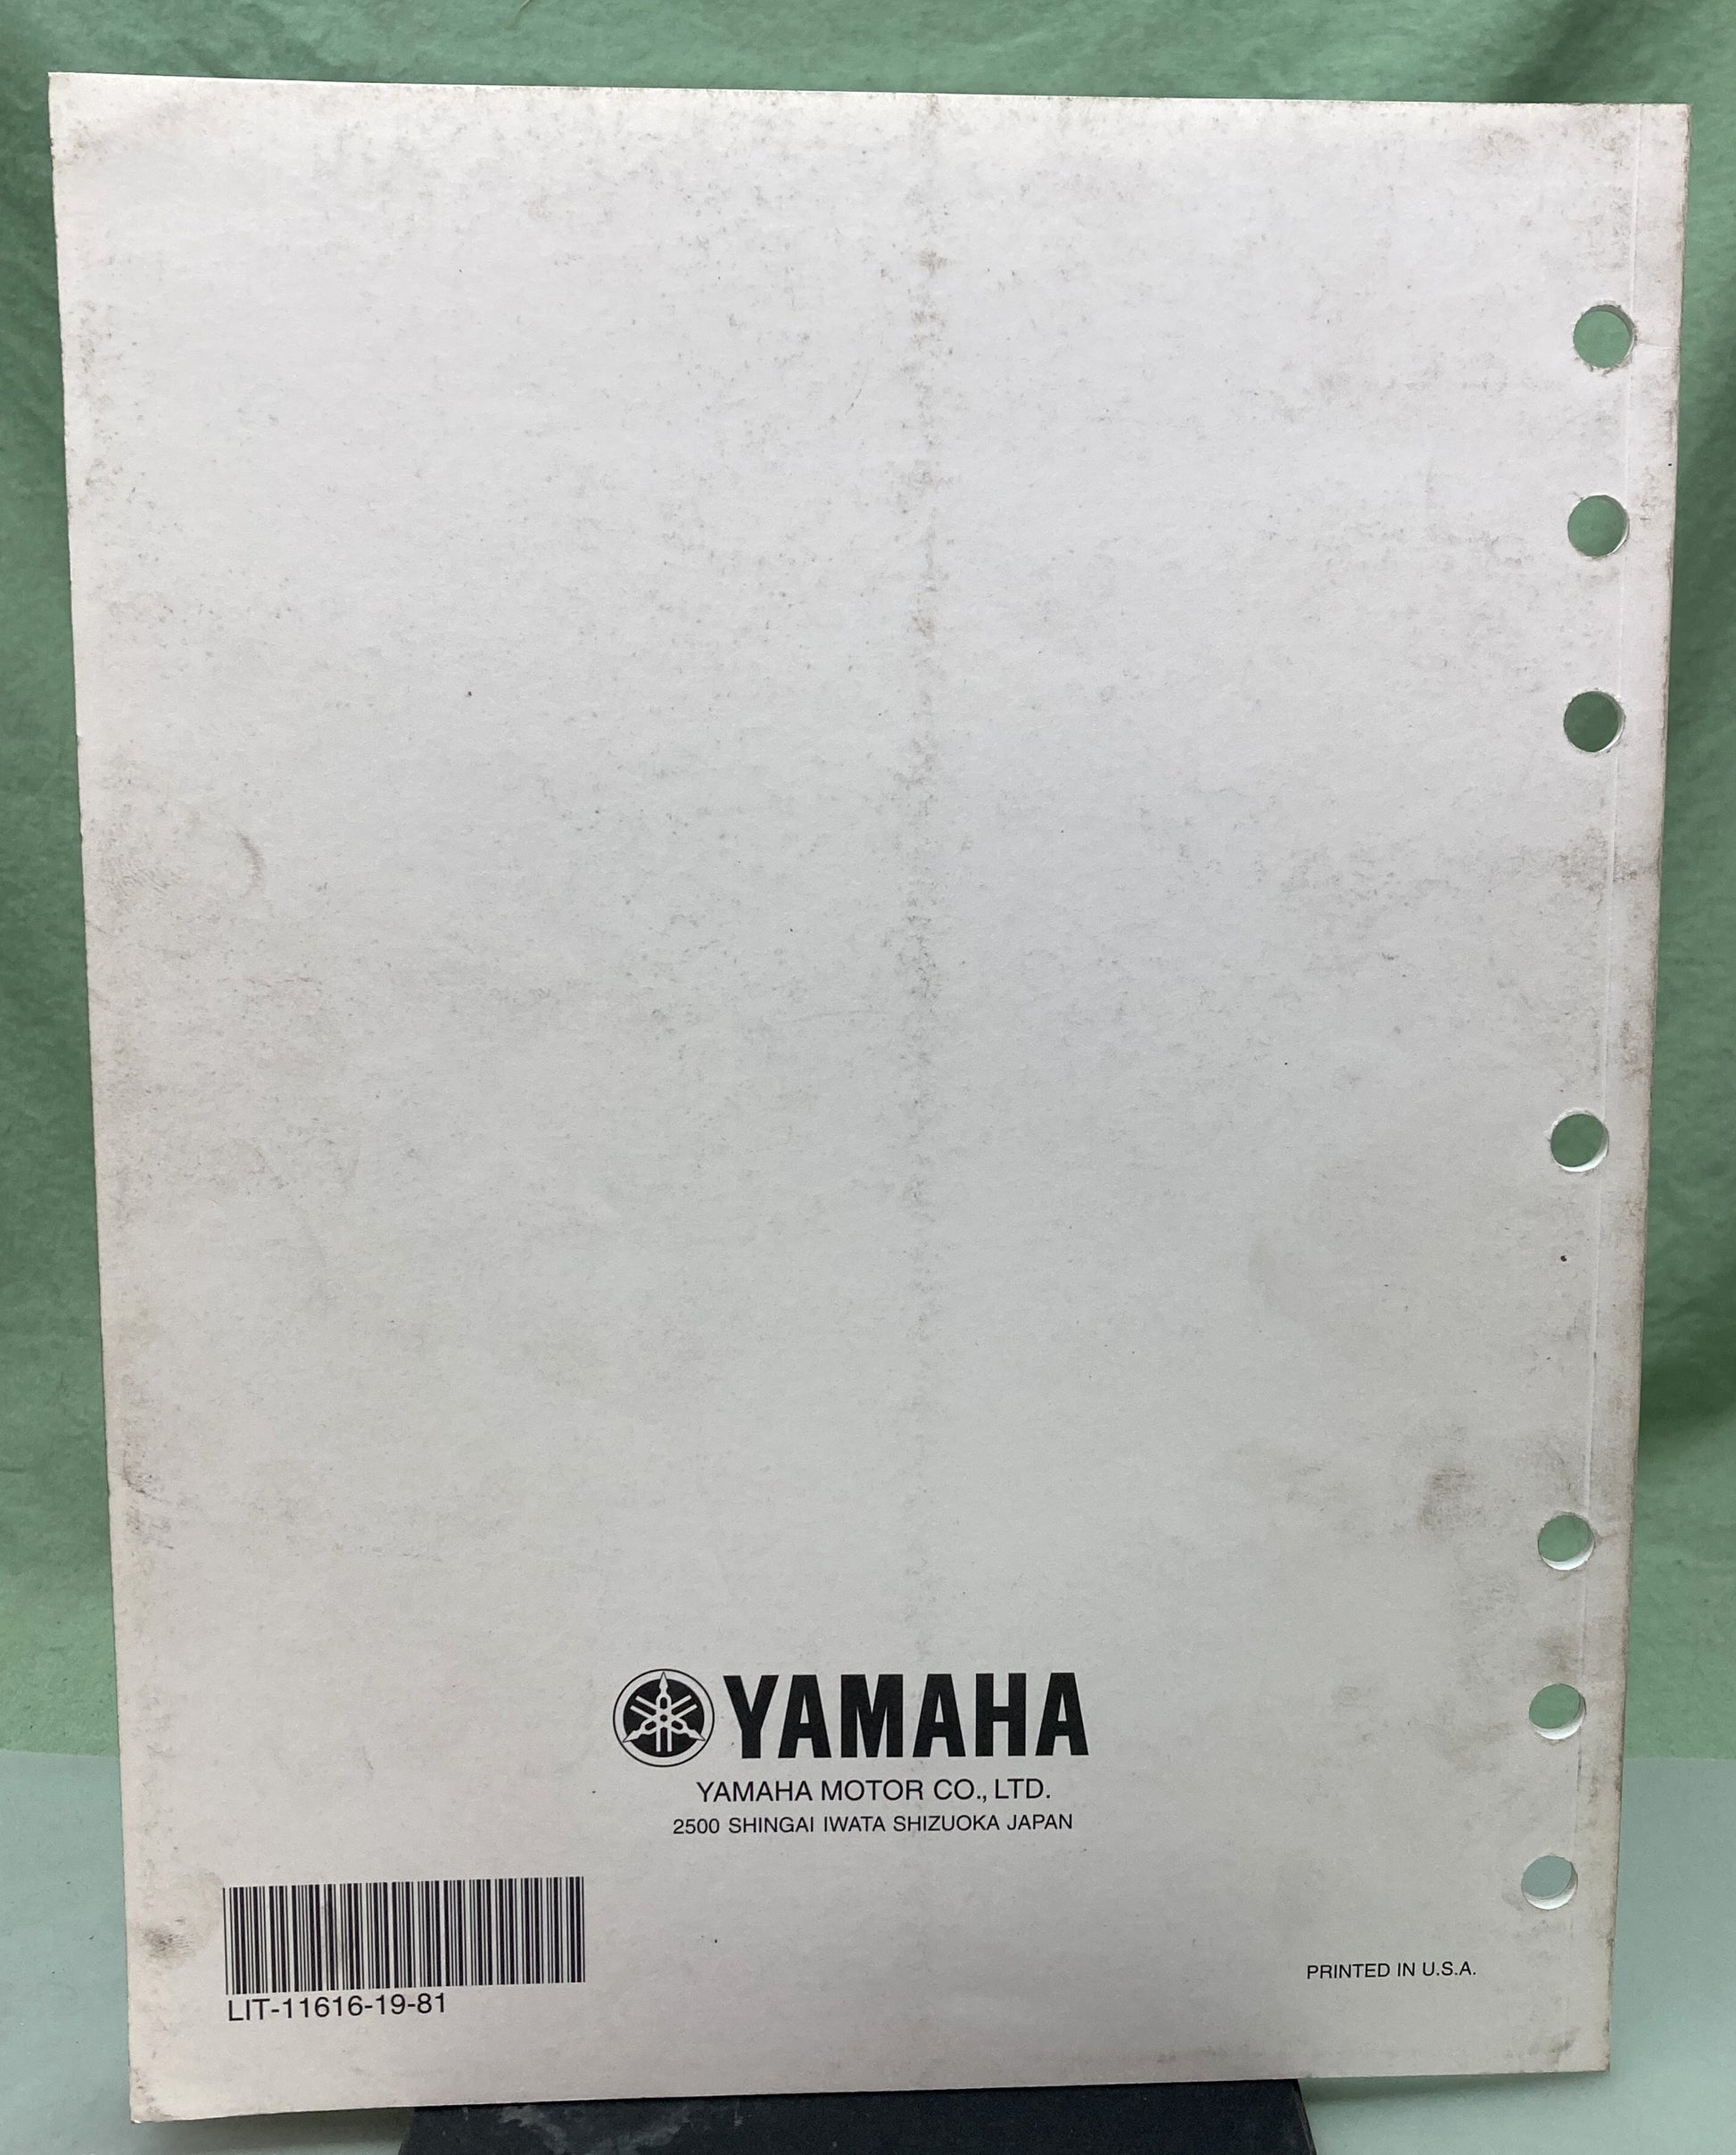 YAMAHA
YAMAHA MOTOR CO., LTD.
2500 SHINGAI IWATA SHIZUOKA JAPAN
LIT-11616-19-81
PRINTED IN U.S.A.